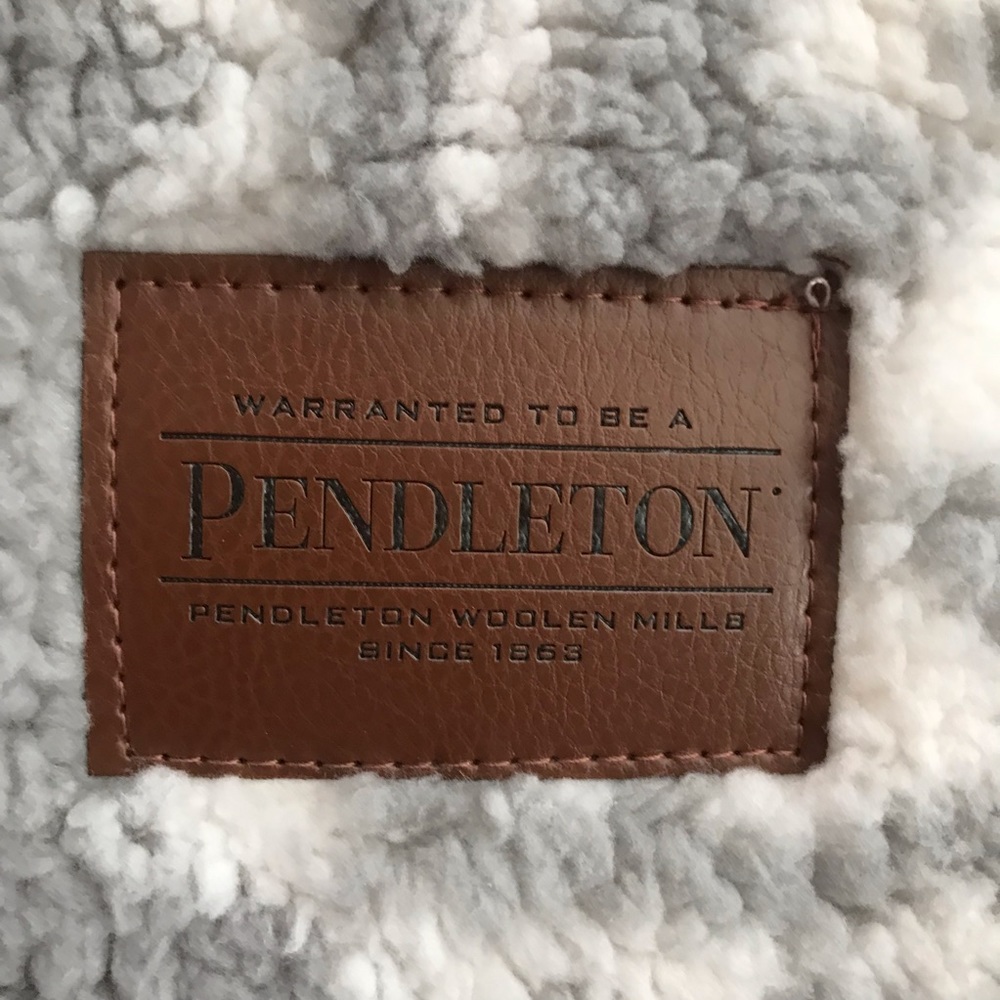 WARRANTED TO BE A
PENDLETON
PENDLETON WOOLEN MILLS
SINCE 1863